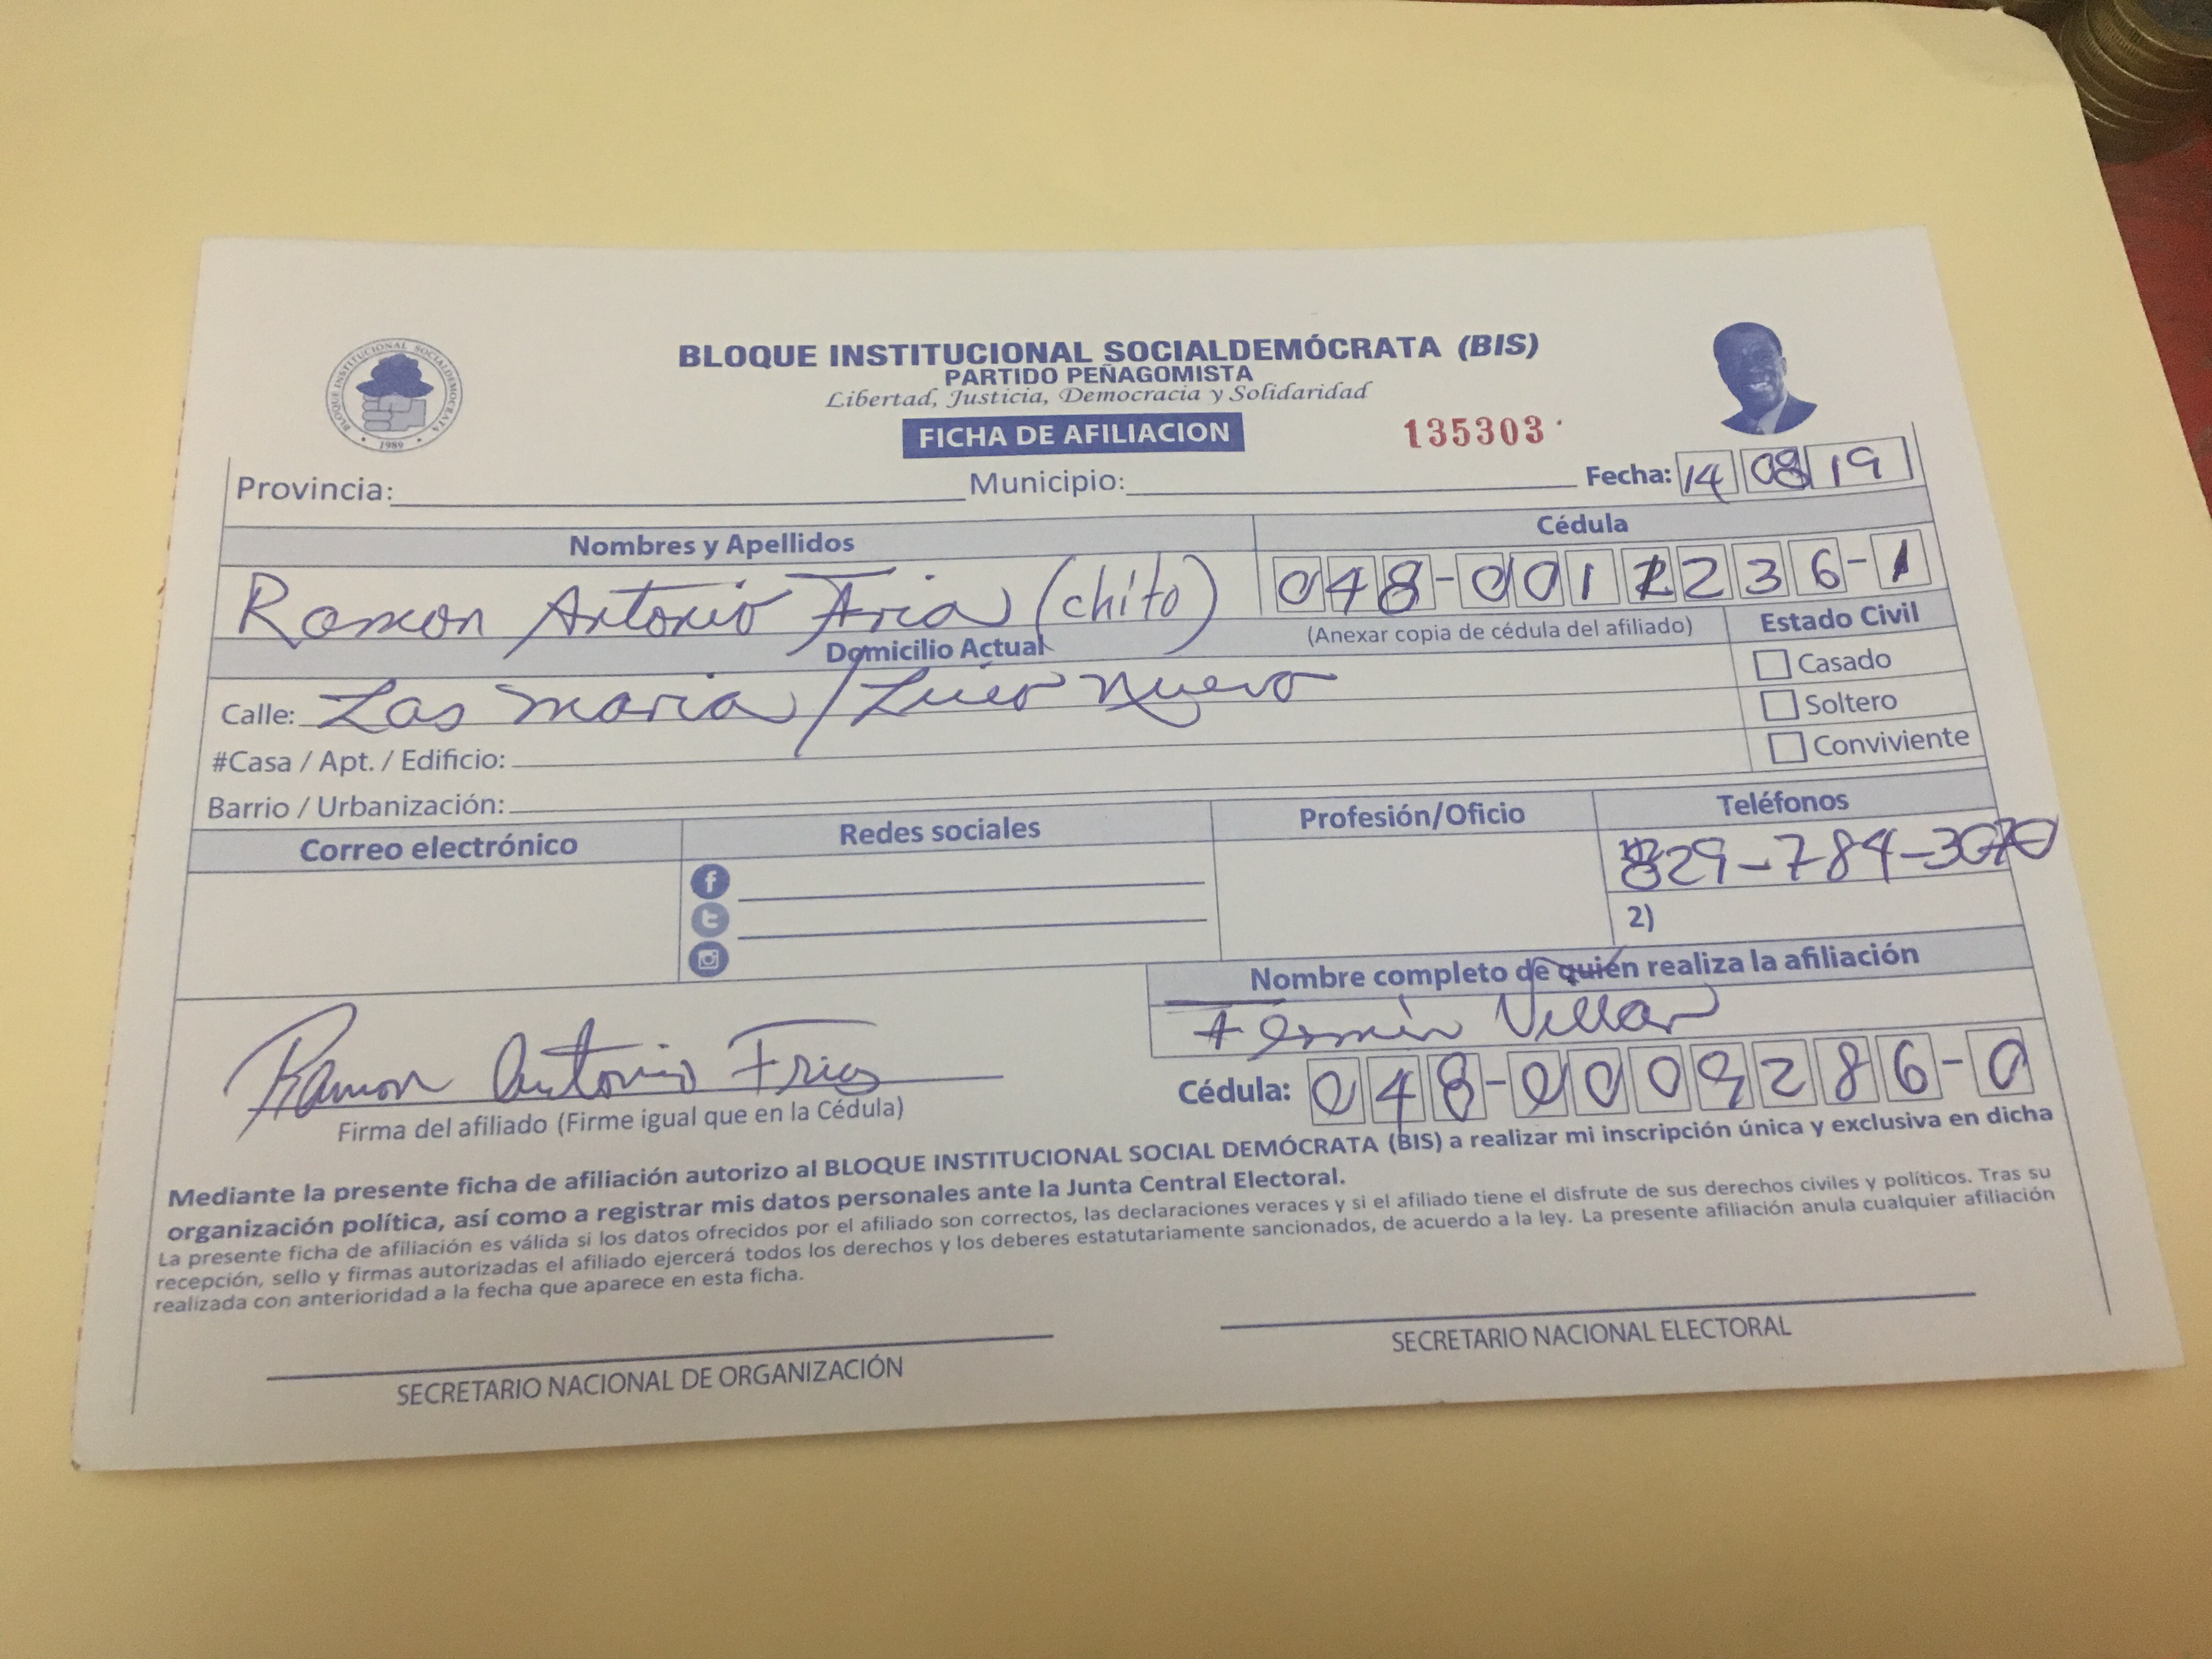 BLOQUE INSTITUCIONAL SOCIALDEMÓCRATA (BIS)
PARTIDO PEÑAGOMISTA
Libertad, Justicia, Democracia y Solidaridad
BLOQUE INSTITUCIONAL SOCIALDEMOCRATA
1989
FICHA DE AFILIACION
135303
Provincia: Municipio: Fecha: 14 08 19
Nombres y Apellidos Cédula
Ramon Antonio Fria (chito) 048-0012236-1
Domicilio Actual (Anexar copia de cédula del afiliado) Estado Civil
Calle: Las maria / nuevo
Casado
Soltero
#Casa / Apt. / Edificio: Conviviente
Barrio / Urbanización:
Correo electrónico Redes sociales Profesión/Oficio Teléfonos
829-784-3070
2)
Nombre completo de quién realiza la afiliación
Villar
Ramon Antonio Frias
Cédula: 048-0009286-0
Firma del afiliado (Firme igual que en la Cédula)
Mediante la presente ficha de afiliación autorizo al BLOQUE INSTITUCIONAL SOCIAL DEMÓCRATA (BIS) a realizar mi inscripción única y exclusiva en dicha
organización política, así como a registrar mis datos personales ante la Junta Central Electoral.
La presente ficha de afiliación es válida si los datos ofrecidos por el afiliado son correctos, las declaraciones veraces y si el afiliado tiene el disfrute de sus derechos civiles y políticos. Tras su
recepción, sello y firmas autorizadas el afiliado ejercerá todos los derechos y los deberes estatutariamente sancionados, de acuerdo a la ley. La presente afiliación anula cualquier afiliación
realizada con anterioridad a la fecha que aparece en esta ficha.
SECRETARIO NACIONAL DE ORGANIZACIÓN SECRETARIO NACIONAL ELECTORAL